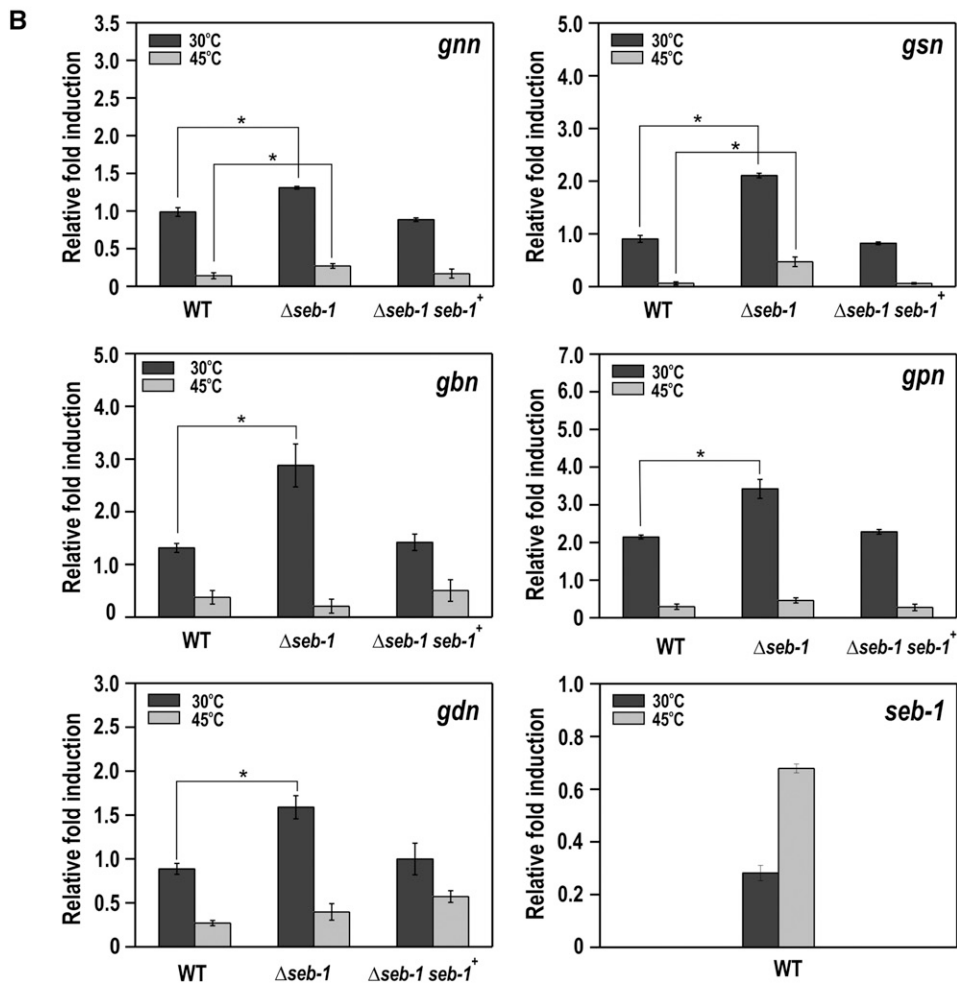 B
gnn
30°C
45°C
Relative fold induction
3.5
3.0
2.5
2.0
1.5
1.0
0.5
0
*
*
WT
Δseb-1
Δseb-1 seb-1+
gsn
30°C
45°C
Relative fold induction
5.0
4.0
3.0
2.0
1.0
0
*
*
WT
Δseb-1
Δseb-1 seb-1+
gbn
30°C
45°C
Relative fold induction
5.0
4.0
3.0
2.0
1.0
0
*
WT
Δseb-1
Δseb-1 seb-1+
gpn
30°C
45°C
Relative fold induction
7.0
6.0
5.0
4.0
3.0
2.0
1.0
0
*
WT
Δseb-1
Δseb-1 seb-1+
gdn
30°C
45°C
Relative fold induction
3.0
2.5
2.0
1.5
1.0
0.5
0
*
WT
Δseb-1
Δseb-1 seb-1+
seb-1
30°C
45°C
Relative fold induction
1.0
0.8
0.6
0.4
0.2
0
WT